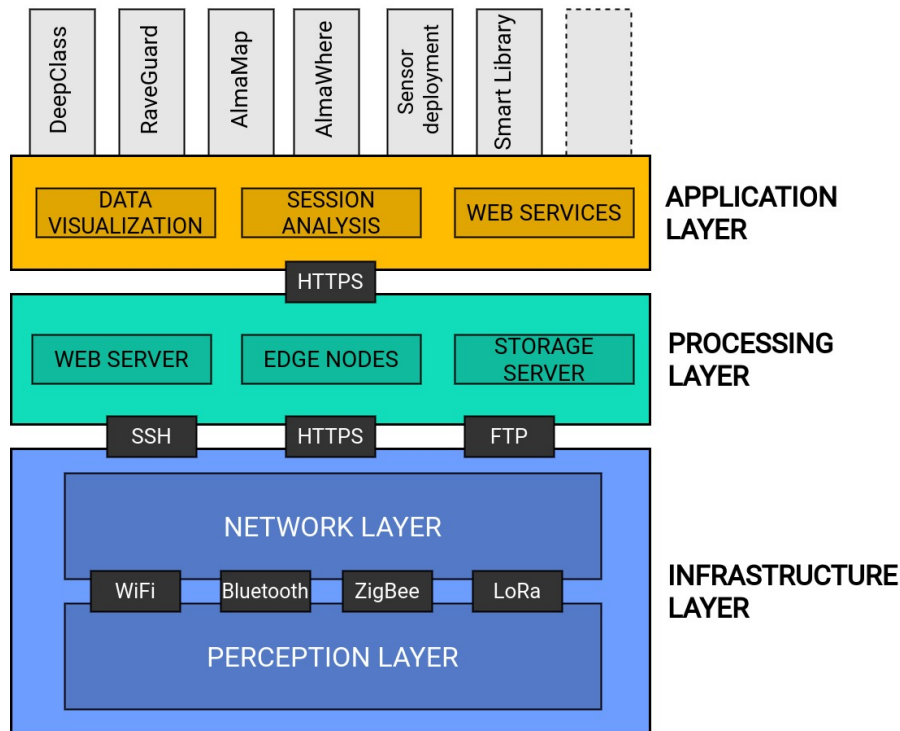 DeepClass
RaveGuard
AlmaMap
AlmaWhere
Sensor
deployment
Smart Library
DATA
VISUALIZATION
SESSION
ANALYSIS
WEB SERVICES
APPLICATION
LAYER
HTTPS
WEB SERVER
EDGE NODES
STORAGE
SERVER
PROCESSING
LAYER
SSH
HTTPS
FTP
NETWORK LAYER
WiFi
Bluetooth
ZigBee
LoRa
PERCEPTION LAYER
INFRASTRUCTURE
LAYER